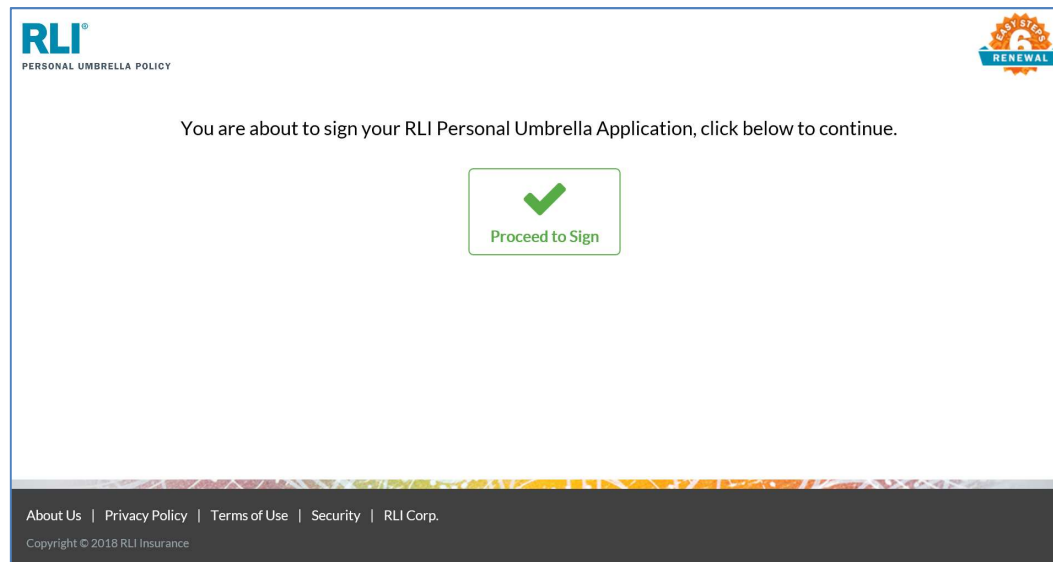 RLI®
PERSONAL UMBRELLA POLICY
EASY STEPS
6
RENEWAL
You are about to sign your RLI Personal Umbrella Application, click below to continue.
Proceed to Sign
About Us | Privacy Policy | Terms of Use | Security | RLI Corp.
Copyright © 2018 RLI Insurance